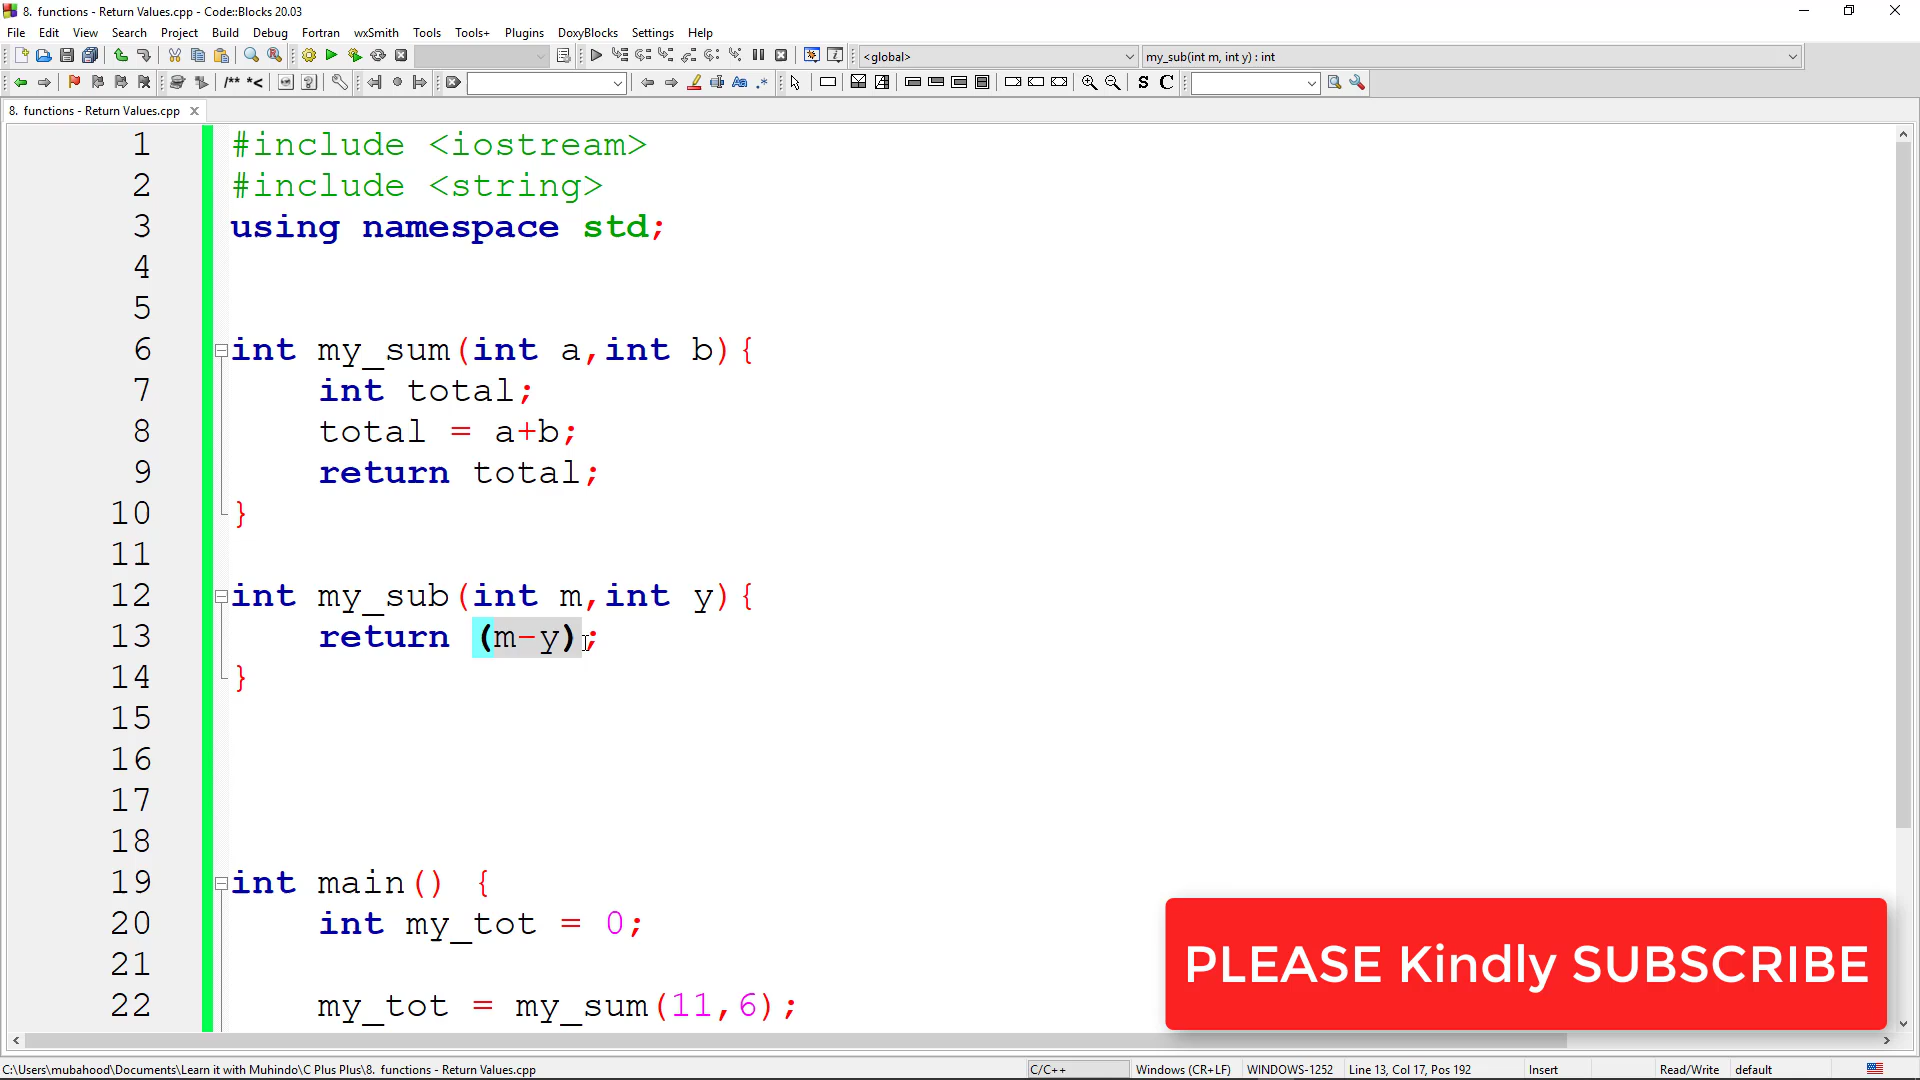 8. functions - Return Values.cpp - Code::Blocks 20.03
File Edit View Search Project Build Debug Fortran wxSmith Tools Tools+ Plugins DoxyBlocks Settings Help
<global> my_sub(int m, int y) : int
8. functions - Return Values.cpp
1 #include <iostream>
2 #include <string>
3 using namespace std;
4
5
6 int my_sum(int a,int b){
7 int total;
8 total = a+b;
9 return total;
10 }
11
12 int my_sub(int m,int y){
13 return (m-y);
14 }
15
16
17
18
19 int main() {
20 int my_tot = 0;
21
22 my_tot = my_sum(11,6);
PLEASE Kindly SUBSCRIBE
C:\Users\mubahood\Documents\Learn it with Muhindo\C Plus Plus\8. functions - Return Values.cpp C/C++ Windows (CR+LF) WINDOWS-1252 Line 13, Col 17, Pos 192 Insert Read/Write default